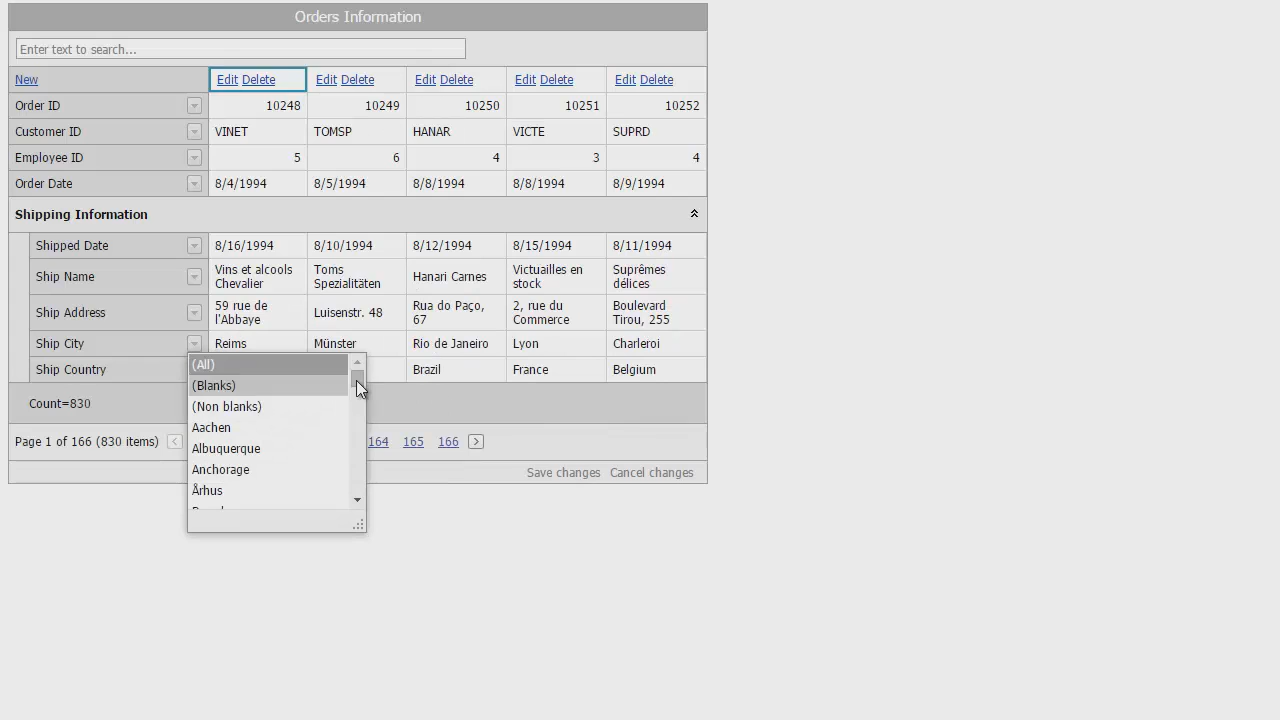 Orders Information
Enter text to search...
New Edit Delete Edit Delete Edit Delete Edit Delete Edit Delete
Order ID 10248 10249 10250 10251 10252
Customer ID VINET TOMSP HANAR VICTE SUPRD
Employee ID 5 6 4 3 4
Order Date 8/4/1994 8/5/1994 8/8/1994 8/8/1994 8/9/1994
Shipping Information
Shipped Date 8/16/1994 8/10/1994 8/12/1994 8/15/1994 8/11/1994
Ship Name Vins et alcools Chevalier Toms Spezialitäten Hanari Carnes Victuailles en stock Suprêmes délices
Ship Address 59 rue de l'Abbaye Luisenstr. 48 Rua do Paço, 67 2, rue du Commerce Boulevard Tirou, 255
Ship City Reims Münster Rio de Janeiro Lyon Charleroi
Ship Country Brazil France Belgium
(All)
(Blanks)
(Non blanks)
Aachen
Albuquerque
Anchorage
Århus
Count=830
Page 1 of 166 (830 items) 164 165 166
Save changes Cancel changes